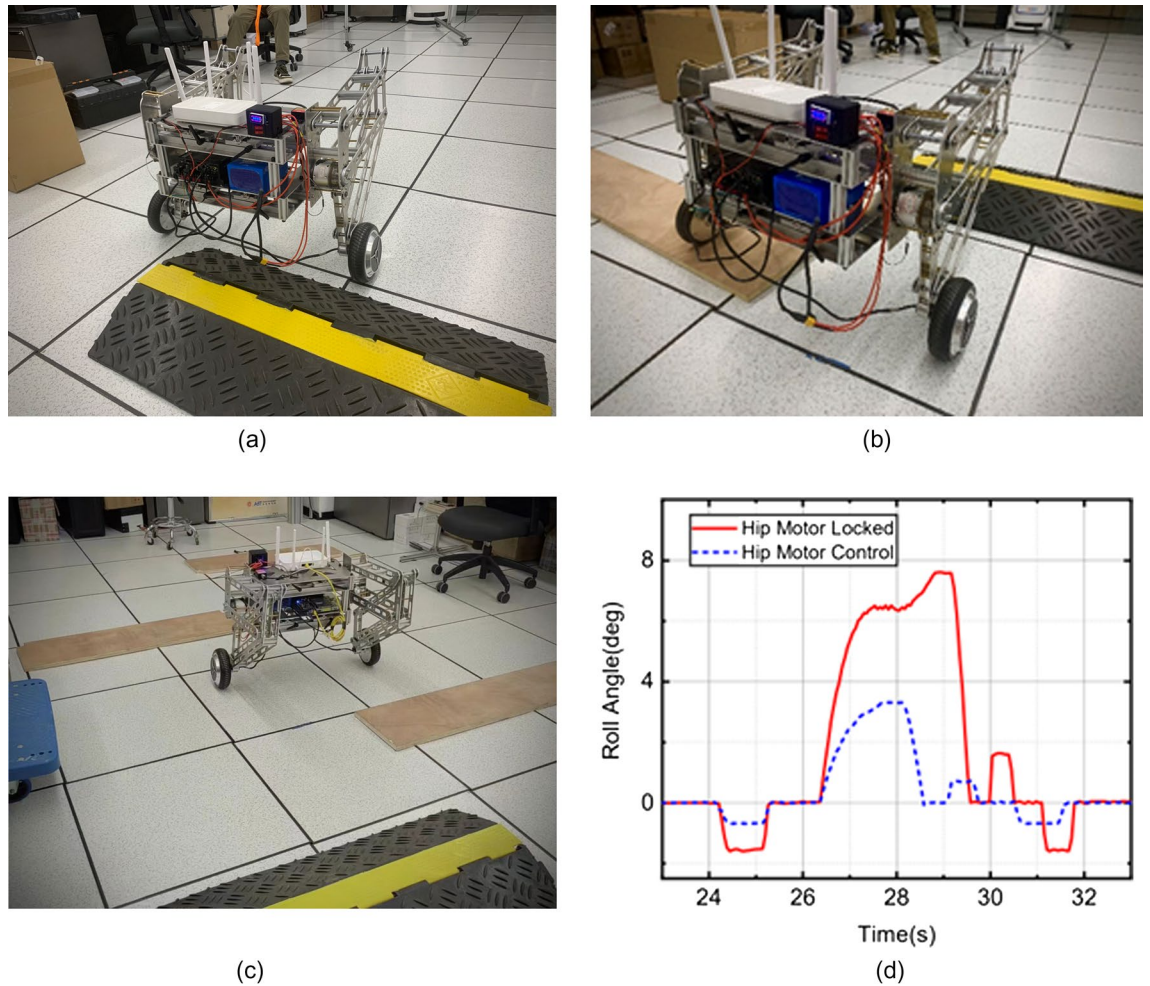 (a)
(b)
(c)
Hip Motor Locked
Hip Motor Control
8
4
0
Roll Angle(deg)
24 26 28 30 32
Time(s)
(d)